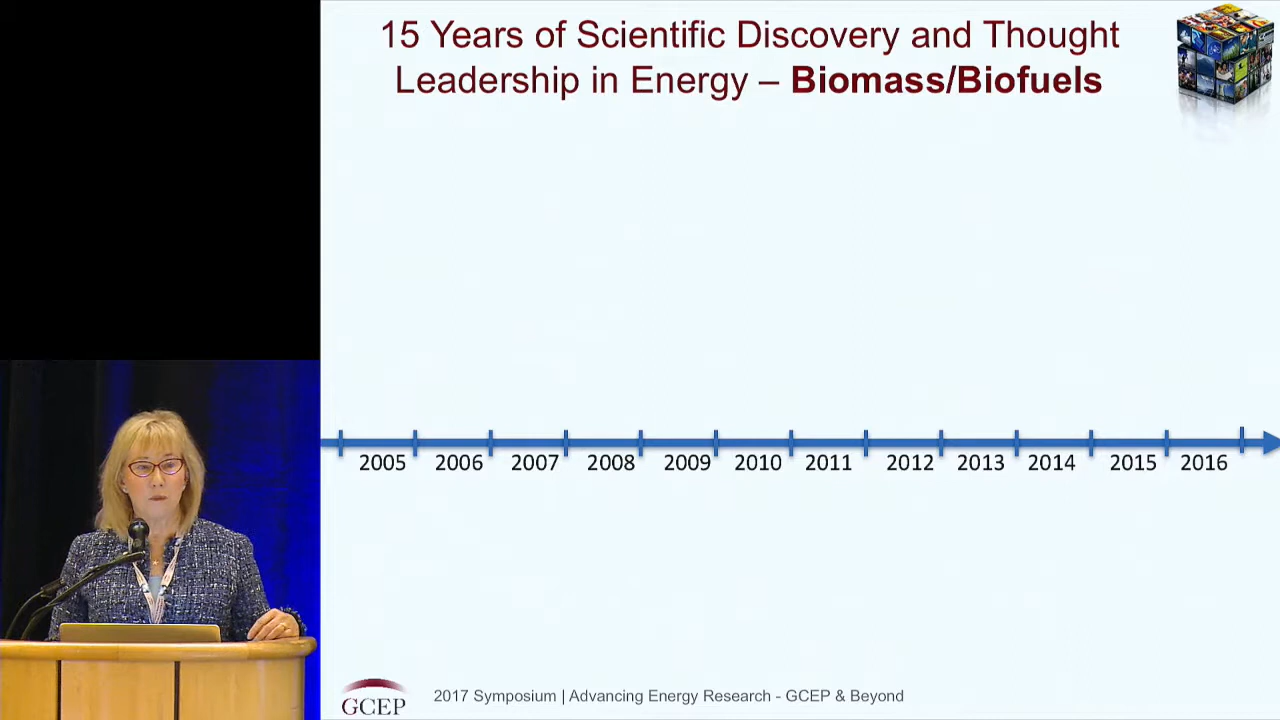 15 Years of Scientific Discovery and Thought
Leadership in Energy – Biomass/Biofuels
2005 2006 2007 2008 2009 2010 2011 2012 2013 2014 2015 2016
GCEP
2017 Symposium | Advancing Energy Research - GCEP & Beyond